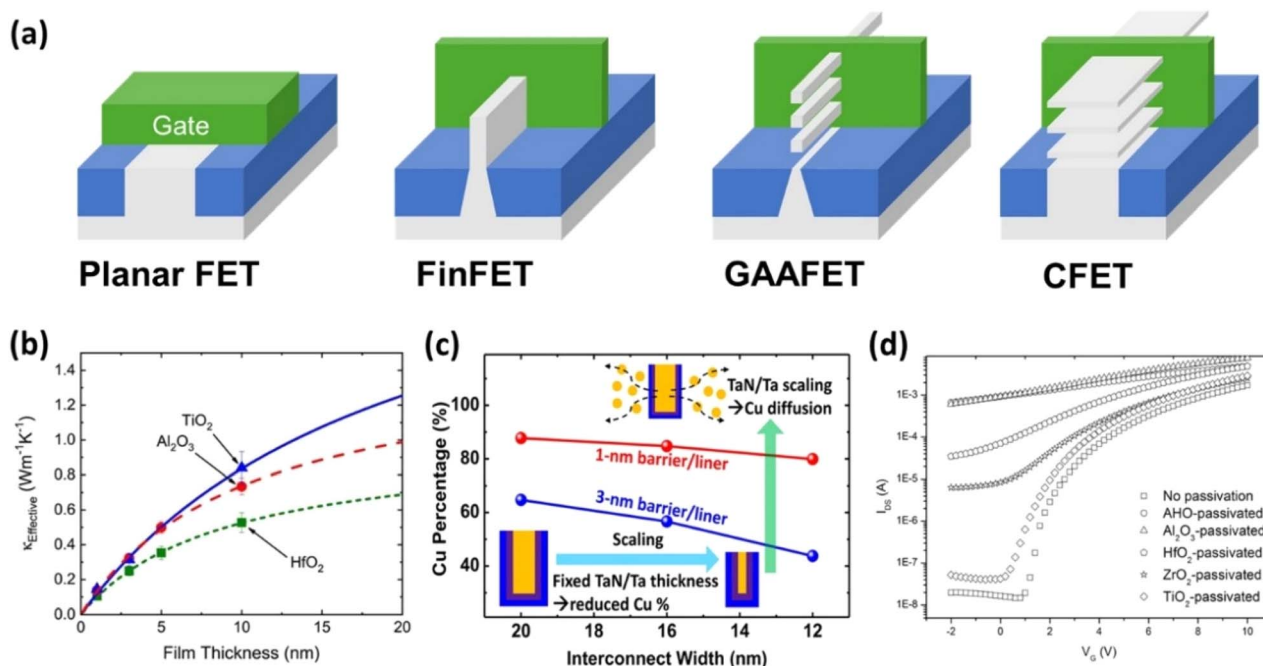 (a)
Gate
Planar FET
FinFET
GAAFET
CFET
(b)
κEffective (Wm⁻¹K⁻¹)
1.4
1.2
1.0
0.8
0.6
0.4
0.2
0.0
TiO₂
Al₂O₃
HfO₂
0
5
10
15
20
Film Thickness (nm)
(c)
Cu Percentage (%)
100
80
60
40
TaN/Ta scaling
→Cu diffusion
1-nm barrier/liner
3-nm barrier/liner
Scaling
Fixed TaN/Ta thickness
→reduced Cu %
20
18
16
14
12
Interconnect Width (nm)
(d)
I_DS (A)
1E-3
1E-4
1E-5
1E-6
1E-7
1E-8
No passivation
AHO-passivated
Al₂O₃-passivated
HfO₂-passivated
ZrO₂-passivated
TiO₂-passivated
-2
0
2
4
6
8
10
V_G (V)